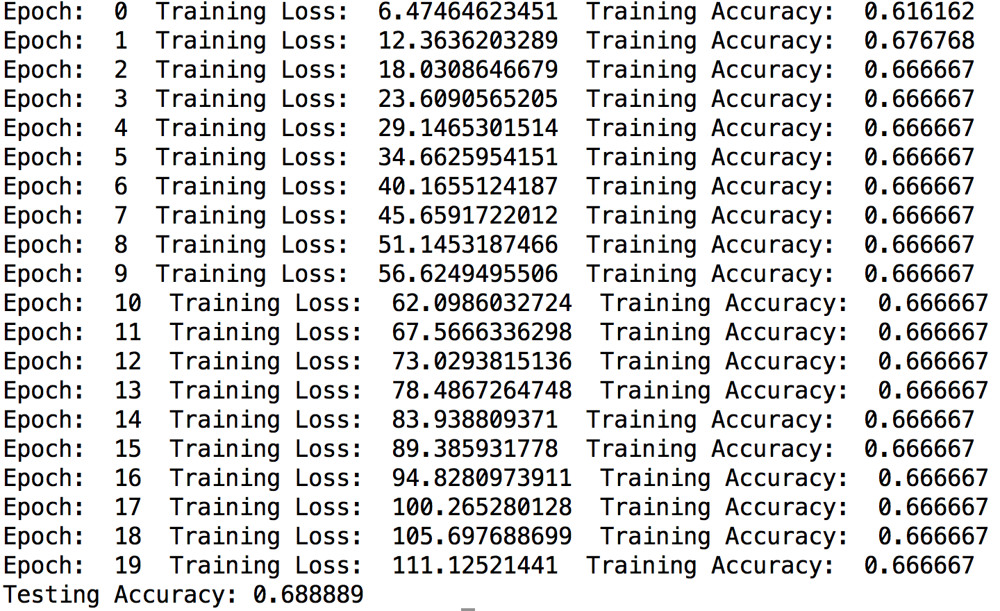 Epoch:  0  Training Loss:  6.47464623451  Training Accuracy:  0.616162
Epoch:  1  Training Loss:  12.3636203289  Training Accuracy:  0.676768
Epoch:  2  Training Loss:  18.0308646679  Training Accuracy:  0.666667
Epoch:  3  Training Loss:  23.6090565205  Training Accuracy:  0.666667
Epoch:  4  Training Loss:  29.1465301514  Training Accuracy:  0.666667
Epoch:  5  Training Loss:  34.6625954151  Training Accuracy:  0.666667
Epoch:  6  Training Loss:  40.1655124187  Training Accuracy:  0.666667
Epoch:  7  Training Loss:  45.6591722012  Training Accuracy:  0.666667
Epoch:  8  Training Loss:  51.1453187466  Training Accuracy:  0.666667
Epoch:  9  Training Loss:  56.6249495506  Training Accuracy:  0.666667
Epoch:  10  Training Loss:  62.0986032724  Training Accuracy:  0.666667
Epoch:  11  Training Loss:  67.5666336298  Training Accuracy:  0.666667
Epoch:  12  Training Loss:  73.0293815136  Training Accuracy:  0.666667
Epoch:  13  Training Loss:  78.4867264748  Training Accuracy:  0.666667
Epoch:  14  Training Loss:  83.938809371  Training Accuracy:  0.666667
Epoch:  15  Training Loss:  89.385931778  Training Accuracy:  0.666667
Epoch:  16  Training Loss:  94.8280973911  Training Accuracy:  0.666667
Epoch:  17  Training Loss:  100.265280128  Training Accuracy:  0.666667
Epoch:  18  Training Loss:  105.697688699  Training Accuracy:  0.666667
Epoch:  19  Training Loss:  111.12521441  Training Accuracy:  0.666667
Testing Accuracy: 0.688889